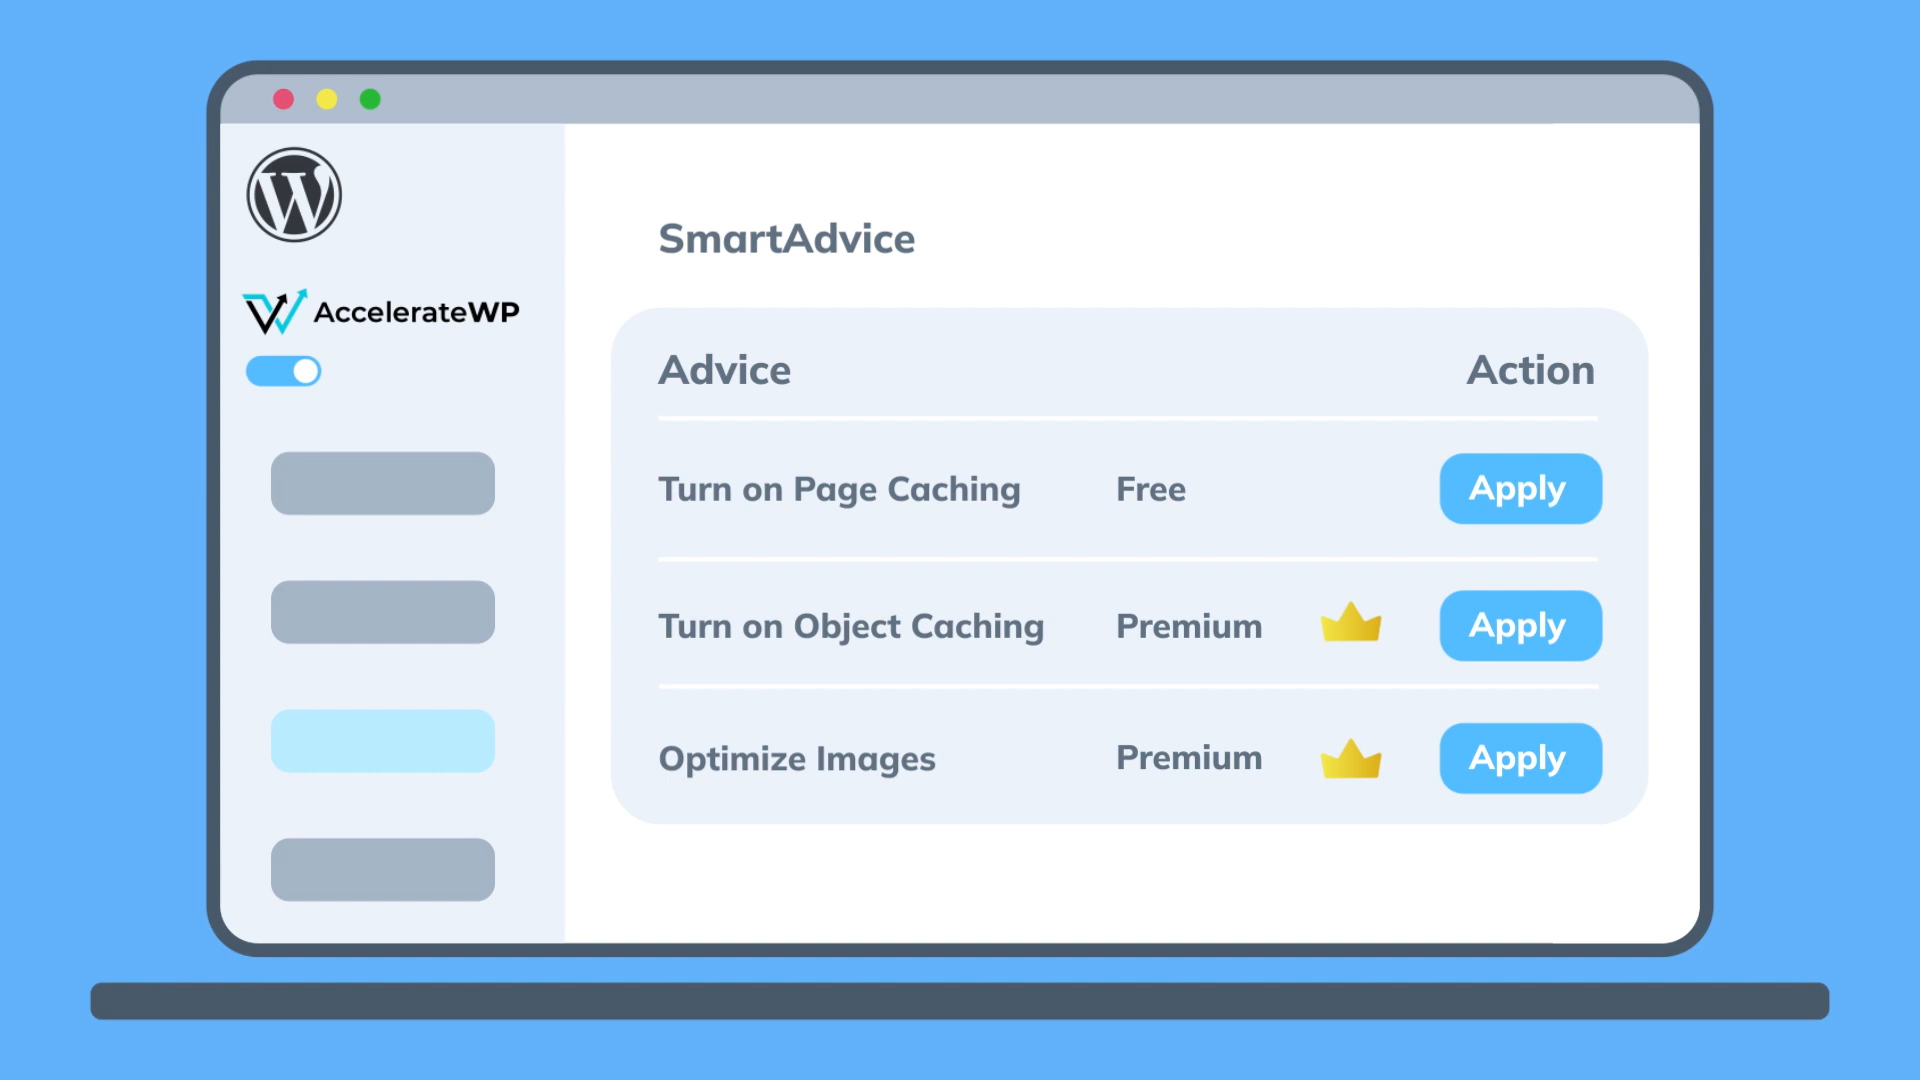 W
AccelerateWP
SmartAdvice
Advice Action
Turn on Page Caching Free Apply
Turn on Object Caching Premium Apply
Optimize Images Premium Apply